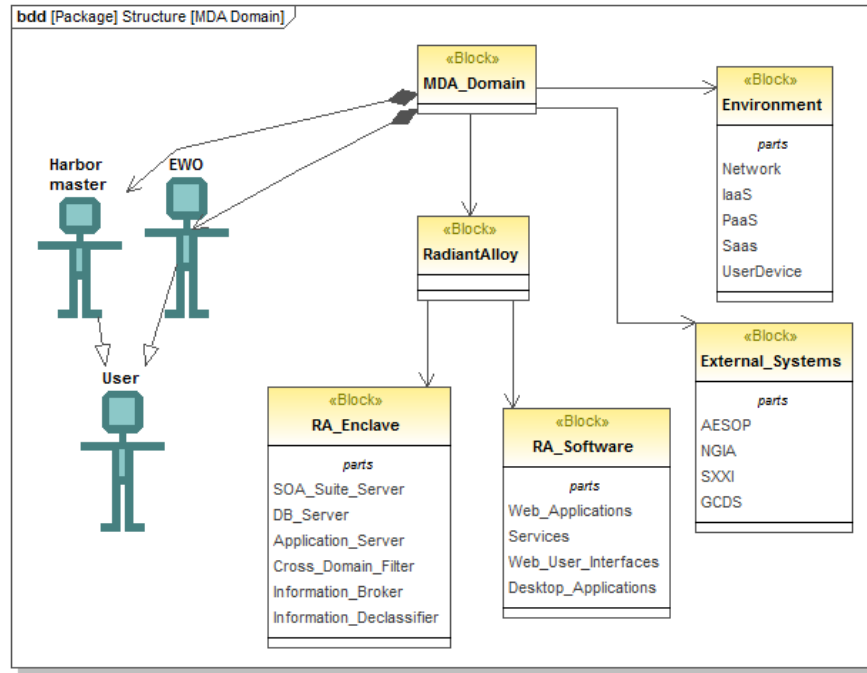 bdd [Package] Structure [MDA Domain]
«Block»
MDA_Domain
«Block»
Environment
parts
Network
IaaS
PaaS
Saas
UserDevice
Harbor
master
EWO
«Block»
RadiantAlloy
«Block»
External_Systems
parts
AESOP
NGIA
SXXI
GCDS
User
«Block»
RA_Enclave
parts
SOA_Suite_Server
DB_Server
Application_Server
Cross_Domain_Filter
Information_Broker
Information_Declassifier
«Block»
RA_Software
parts
Web_Applications
Services
Web_User_Interfaces
Desktop_Applications